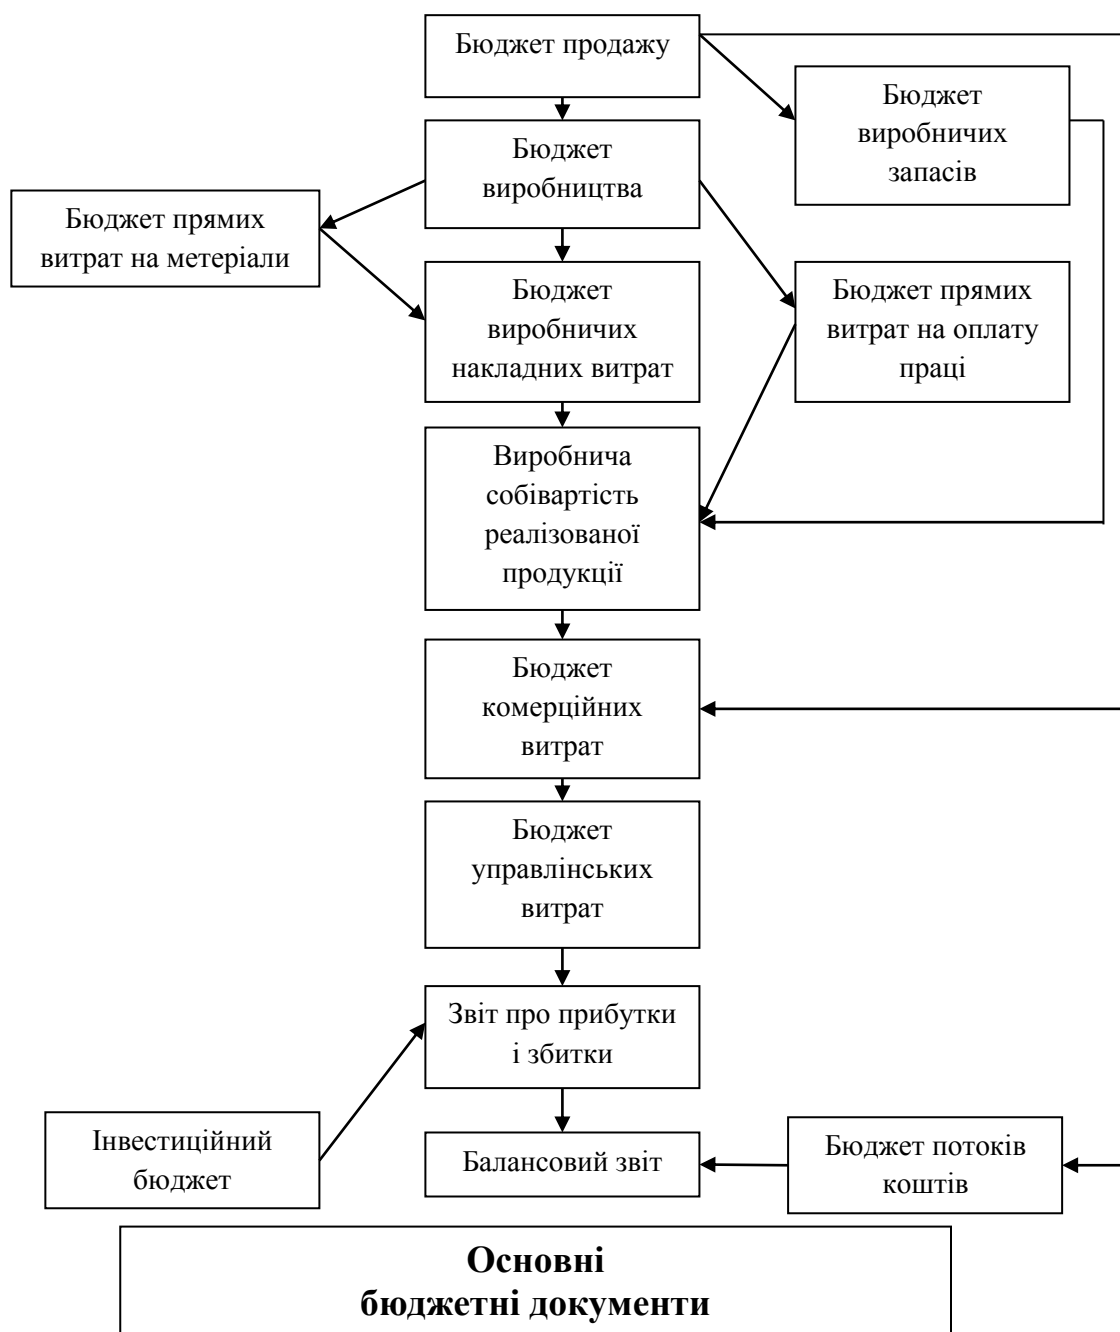 Бюджет продажу
Бюджет
виробничих
запасів
Бюджет
виробництва
Бюджет прямих
витрат на метеріали
Бюджет
виробничих
накладних витрат
Бюджет прямих
витрат на оплату
праці
Виробнича
собівартість
реалізованої
продукції
Бюджет
комерційних
витрат
Бюджет
управлінських
витрат
Звіт про прибутки
і збитки
Інвестиційний
бюджет
Балансовий звіт
Бюджет потоків
коштів
Основні
бюджетні документи